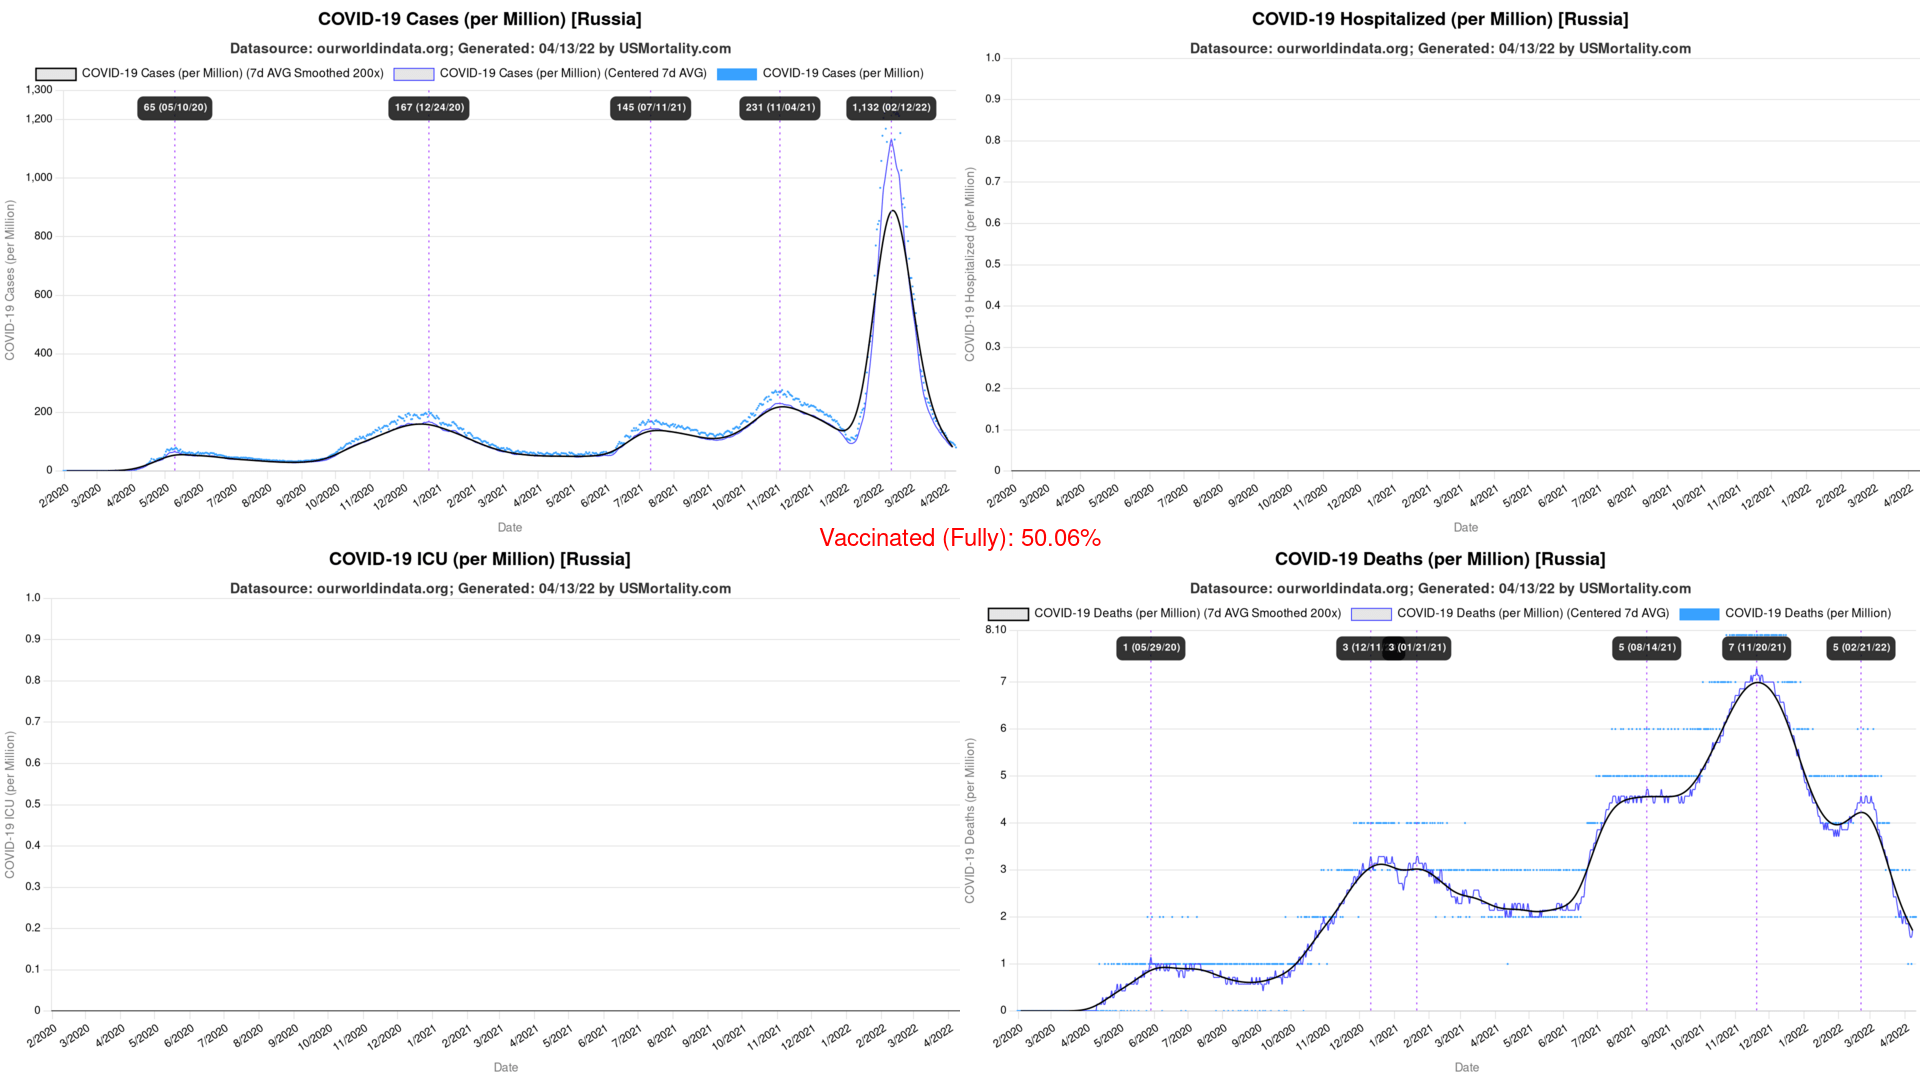 COVID-19 Cases (per Million) [Russia]
Datasource: ourworldindata.org; Generated: 04/13/22 by USMortality.com
COVID-19 Cases (per Million) (7d AVG Smoothed 200x) COVID-19 Cases (per Million) (Centered 7d AVG) COVID-19 Cases (per Million)
65 (05/10/20) 167 (12/24/20) 145 (07/11/21) 231 (11/04/21) 1,132 (02/12/22)
COVID-19 Cases (per Million)
1,300
1,200
1,000
800
600
400
200
0
2/2020 3/2020 4/2020 5/2020 6/2020 7/2020 8/2020 9/2020 10/2020 11/2020 12/2020 1/2021 2/2021 3/2021 4/2021 5/2021 6/2021 7/2021 8/2021 9/2021 10/2021 11/2021 12/2021 1/2022 2/2022 3/2022 4/2022
Date
COVID-19 Hospitalized (per Million) [Russia]
Datasource: ourworldindata.org; Generated: 04/13/22 by USMortality.com
COVID-19 Hospitalized (per Million)
1.0
0.9
0.8
0.7
0.6
0.5
0.4
0.3
0.2
0.1
0
2/2020 3/2020 4/2020 5/2020 6/2020 7/2020 8/2020 9/2020 10/2020 11/2020 12/2020 1/2021 2/2021 3/2021 4/2021 5/2021 6/2021 7/2021 8/2021 9/2021 10/2021 11/2021 12/2021 1/2022 2/2022 3/2022 4/2022
Date
Vaccinated (Fully): 50.06%
COVID-19 ICU (per Million) [Russia]
Datasource: ourworldindata.org; Generated: 04/13/22 by USMortality.com
COVID-19 ICU (per Million)
1.0
0.9
0.8
0.7
0.6
0.5
0.4
0.3
0.2
0.1
0
2/2020 3/2020 4/2020 5/2020 6/2020 7/2020 8/2020 9/2020 10/2020 11/2020 12/2020 1/2021 2/2021 3/2021 4/2021 5/2021 6/2021 7/2021 8/2021 9/2021 10/2021 11/2021 12/2021 1/2022 2/2022 3/2022 4/2022
Date
COVID-19 Deaths (per Million) [Russia]
Datasource: ourworldindata.org; Generated: 04/13/22 by USMortality.com
COVID-19 Deaths (per Million) (7d AVG Smoothed 200x) COVID-19 Deaths (per Million) (Centered 7d AVG) COVID-19 Deaths (per Million)
1 (05/29/20) 3 (12/11 3 (01/21/21) 5 (08/14/21) 7 (11/20/21) 5 (02/21/22)
COVID-19 Deaths (per Million)
8.10
7
6
5
4
3
2
1
0
2/2020 3/2020 4/2020 5/2020 6/2020 7/2020 8/2020 9/2020 10/2020 11/2020 12/2020 1/2021 2/2021 3/2021 4/2021 5/2021 6/2021 7/2021 8/2021 9/2021 10/2021 11/2021 12/2021 1/2022 2/2022 3/2022 4/2022
Date